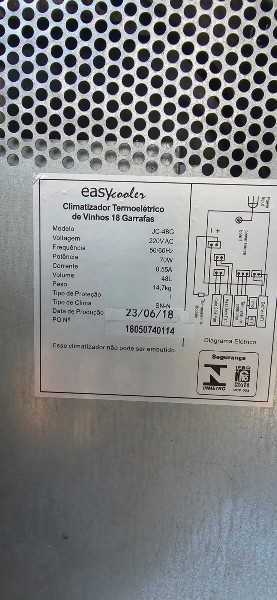 easycooler
Climatizador Termoelétrico
de Vinhos 18 Garrafas
Modelo JC-48G
Voltagem 220V AC
Frequência 50/60Hz
Potência 70W
Corrente 0.55A
Volume 48L
Peso 14,7kg
Tipo de Proteção I
Tipo de Clima SN-N
Data de Produção 23/06/18
PG Nº 18050740114
Esse climatizador não pode ser embutido
Diagrama Elétrico
Segurança
INMETRO